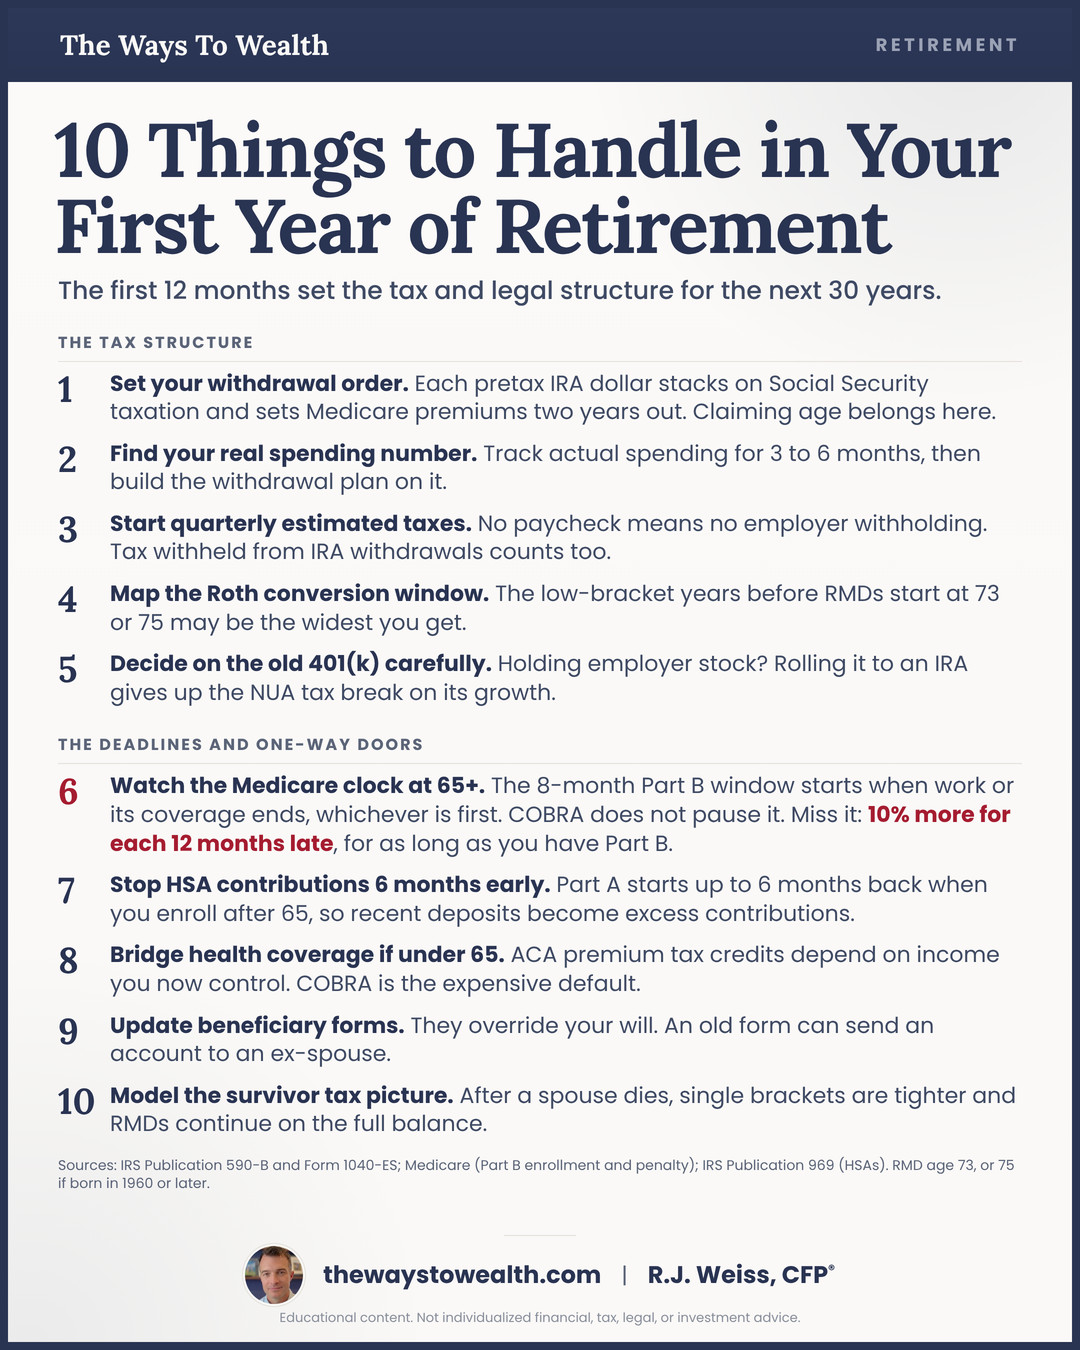 The Ways To Wealth
RETIREMENT
10 Things to Handle in Your
First Year of Retirement
The first 12 months set the tax and legal structure for the next 30 years.
THE TAX STRUCTURE
1 Set your withdrawal order. Each pretax IRA dollar stacks on Social Security
taxation and sets Medicare premiums two years out. Claiming age belongs here.
2 Find your real spending number. Track actual spending for 3 to 6 months, then
build the withdrawal plan on it.
3 Start quarterly estimated taxes. No paycheck means no employer withholding.
Tax withheld from IRA withdrawals counts too.
4 Map the Roth conversion window. The low-bracket years before RMDs start at 73
or 75 may be the widest you get.
5 Decide on the old 401(k) carefully. Holding employer stock? Rolling it to an IRA
gives up the NUA tax break on its growth.
THE DEADLINES AND ONE-WAY DOORS
6 Watch the Medicare clock at 65+. The 8-month Part B window starts when work or
its coverage ends, whichever is first. COBRA does not pause it. Miss it: 10% more for
each 12 months late, for as long as you have Part B.
7 Stop HSA contributions 6 months early. Part A starts up to 6 months back when
you enroll after 65, so recent deposits become excess contributions.
8 Bridge health coverage if under 65. ACA premium tax credits depend on income
you now control. COBRA is the expensive default.
9 Update beneficiary forms. They override your will. An old form can send an
account to an ex-spouse.
10 Model the survivor tax picture. After a spouse dies, single brackets are tighter and
RMDs continue on the full balance.
Sources: IRS Publication 590-B and Form 1040-ES; Medicare (Part B enrollment and penalty); IRS Publication 969 (HSAs). RMD age 73, or 75
if born in 1960 or later.
thewaystowealth.com | R.J. Weiss, CFP®
Educational content. Not individualized financial, tax, legal, or investment advice.